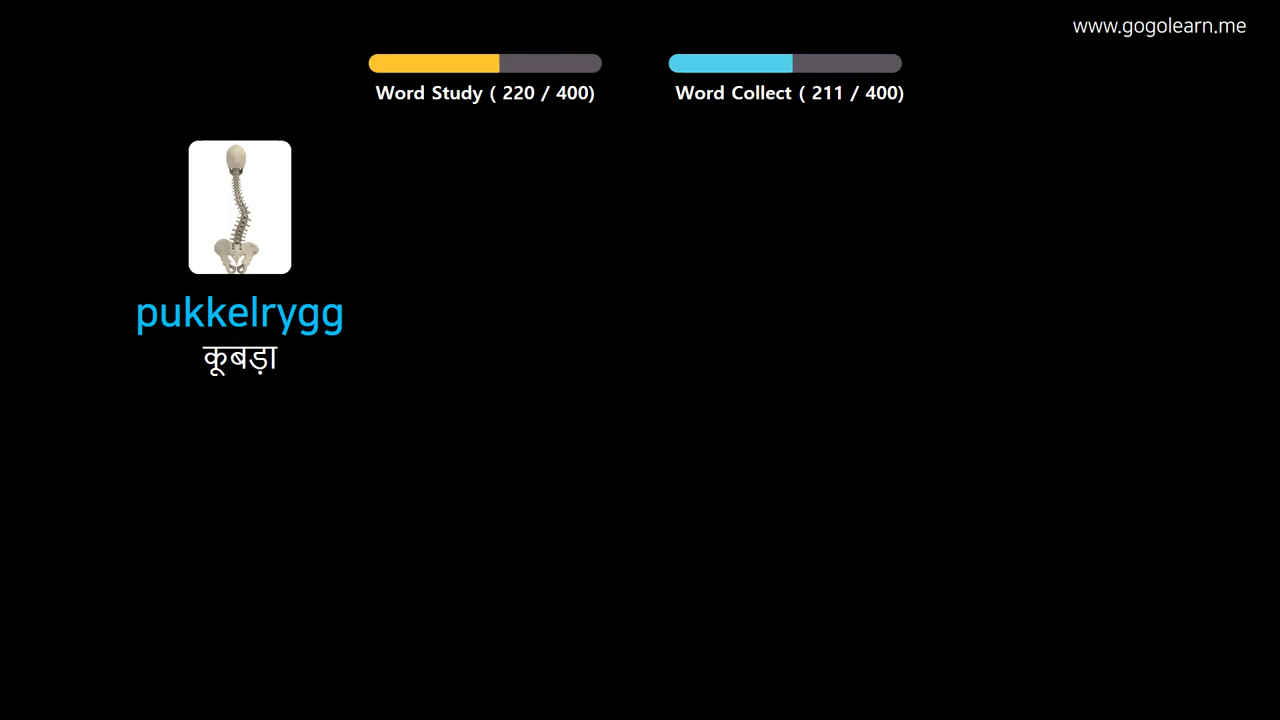 www.gogolearn.me
Word Study ( 220 / 400)
Word Collect ( 211 / 400)
pukkelrygg
कूबड़ा